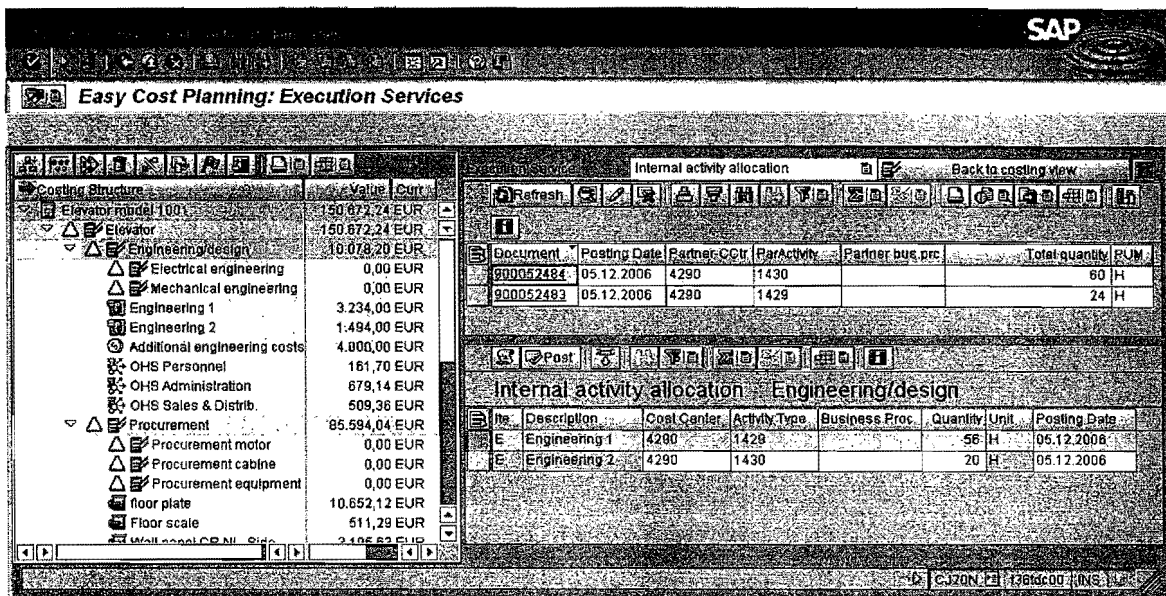 SAP
Easy Cost Planning: Execution Services
Internal activity allocation
Back to costing view
Costing Structure Value Curr
Refresh
Elevator model 1001 150.672,24 EUR
Elevator 150.672,24 EUR
Engineering/design 10.078,20 EUR
Electrical engineering 0,00 EUR
Mechanical engineering 0,00 EUR
Engineering 1 3.234,00 EUR
Engineering 2 1.494,00 EUR
Additional engineering costs 4.000,00 EUR
OHS Personnel 161,70 EUR
OHS Administration 679,14 EUR
OHS Sales & Distrib. 509,36 EUR
Procurement 85.594,04 EUR
Procurement motor 0,00 EUR
Procurement cabine 0,00 EUR
Procurement equipment 0,00 EUR
floor plate 10.652,12 EUR
Floor scale 511,29 EUR
Document Posting Date Partner-CCtr ParActivity Partner bus.prc Total quantity PUM
900052484 05.12.2006 4290 1430 60 H
900052483 05.12.2006 4290 1429 24 H
Post
Internal activity allocation Engineering/design
Ite Description Cost Center Activity Type Business Proc. Quantity Unit Posting Date
E Engineering 1 4290 1429 56 H 05.12.2006
E Engineering 2 4290 1430 20 H 05.12.2006
CJ20N INS